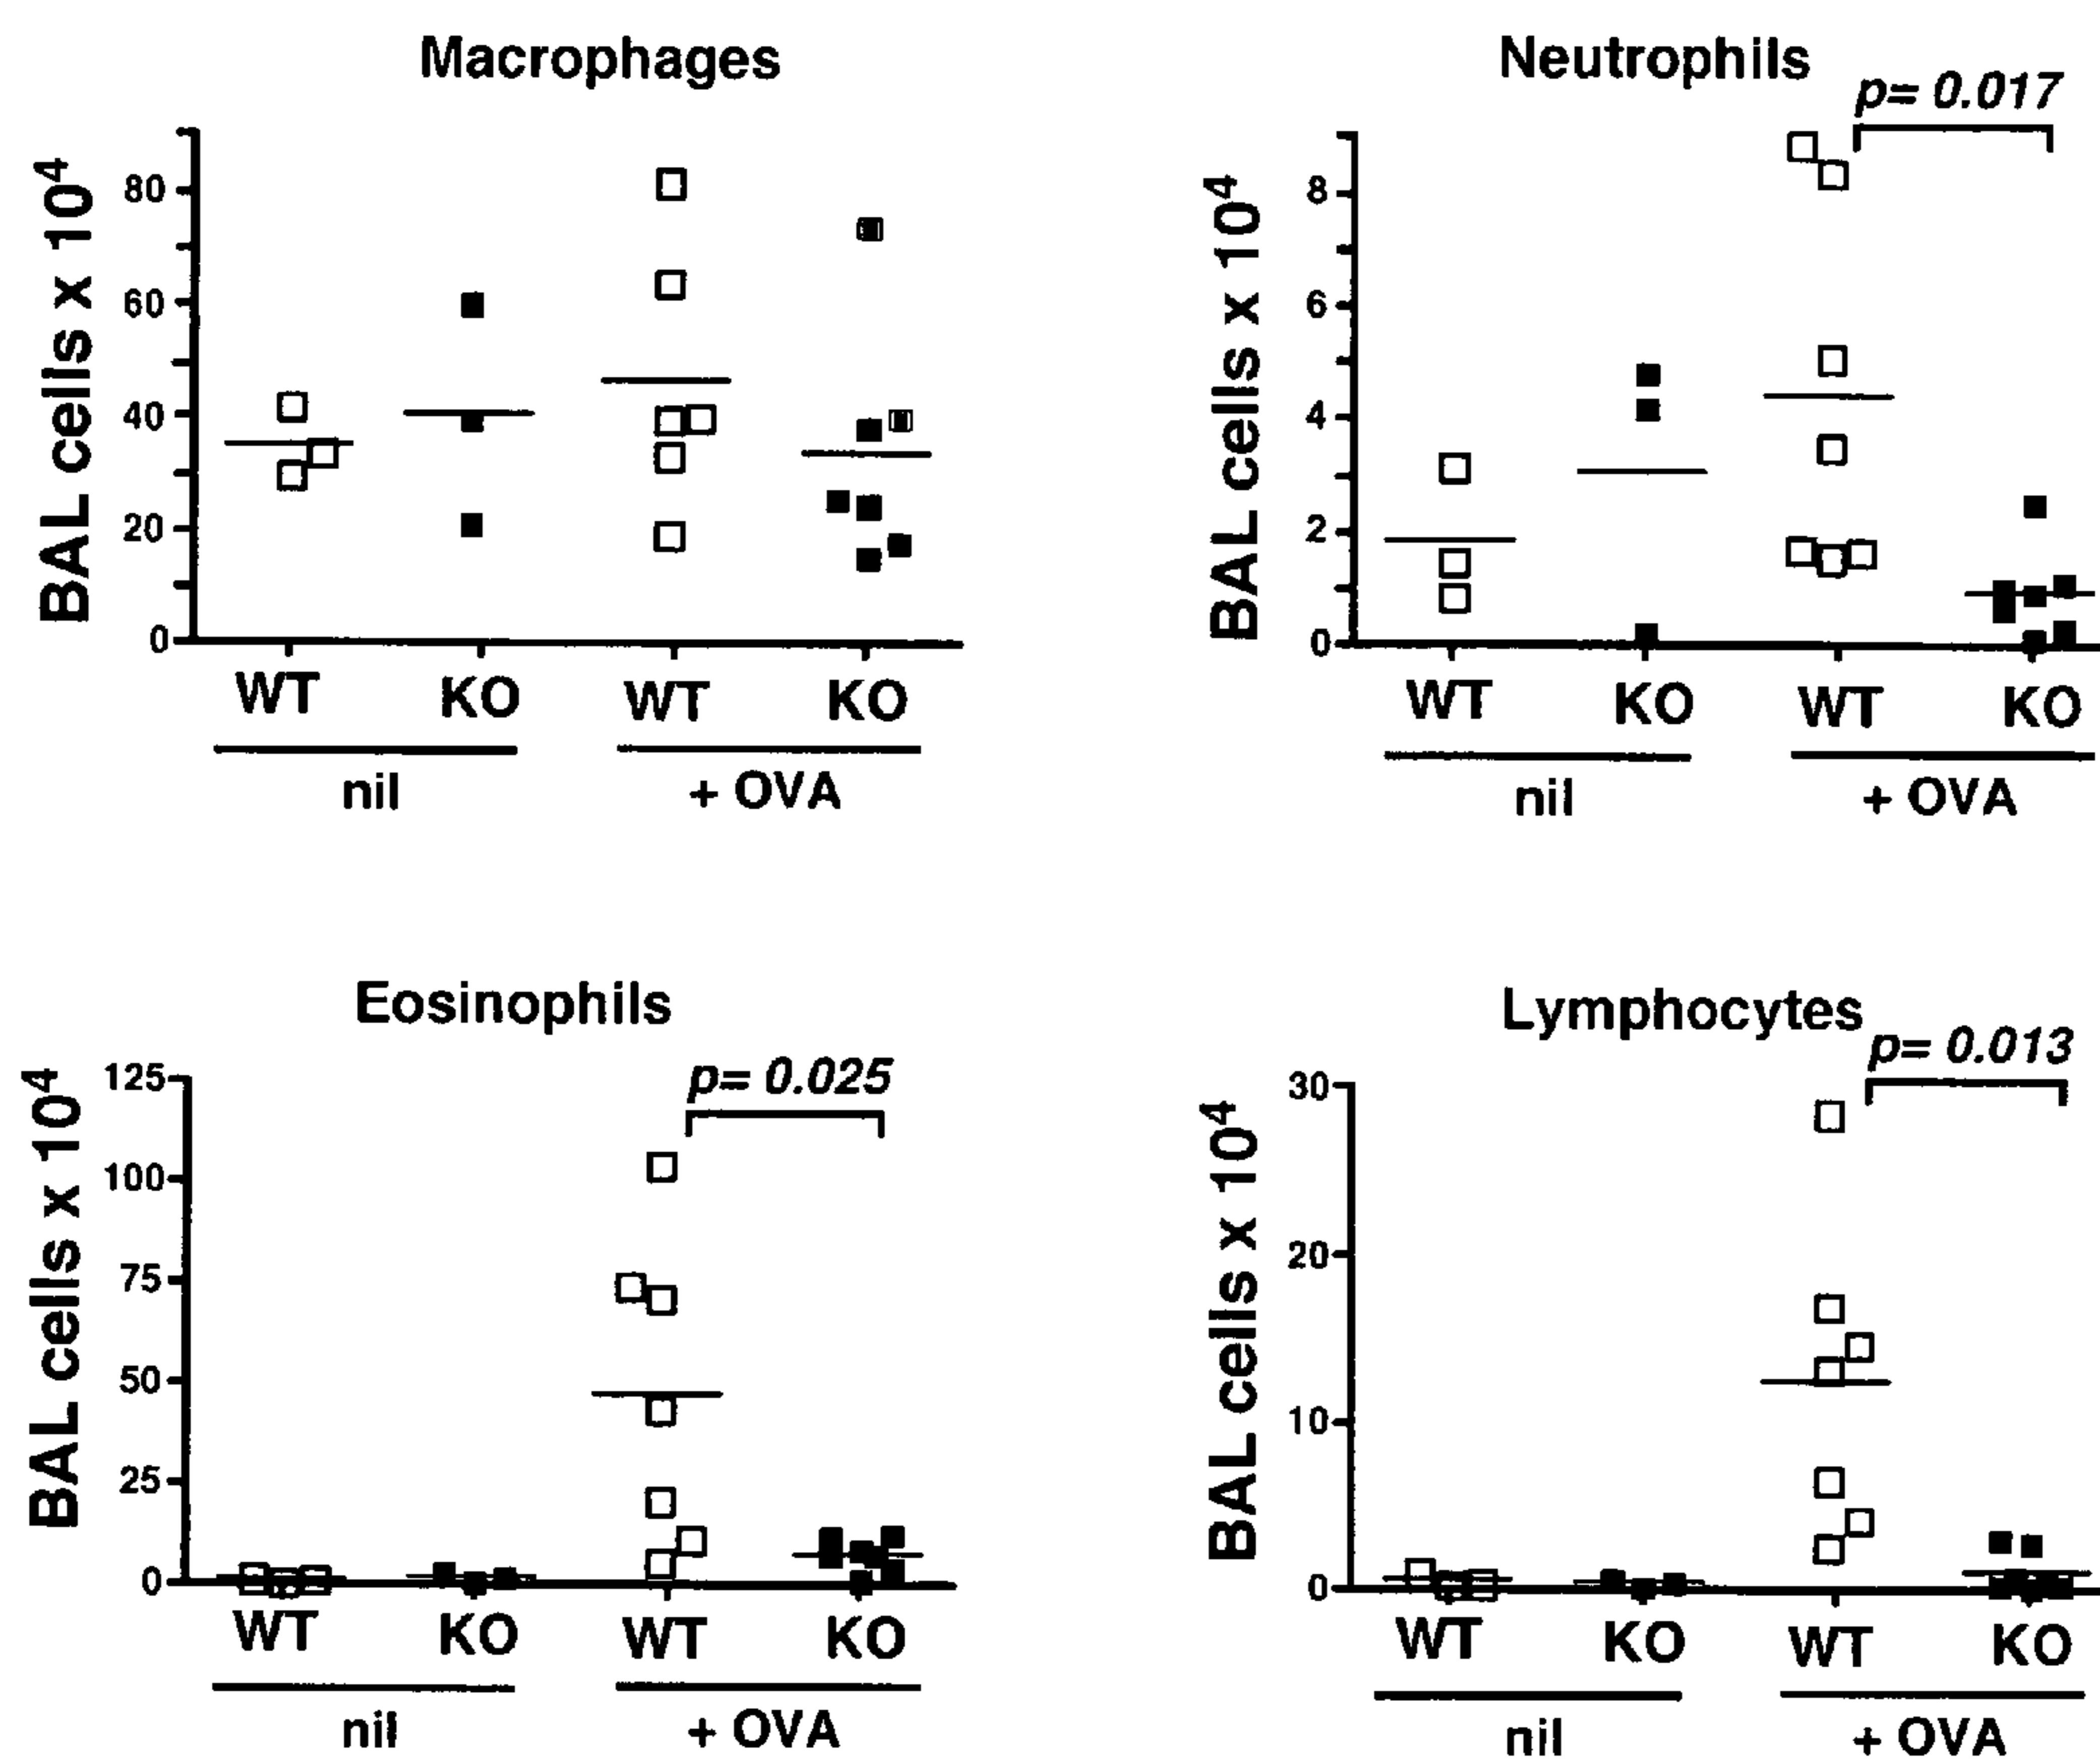 Macrophages
BAL cells x 10⁴
80
60
40
20
0
WT KO WT KO
nil + OVA
Neutrophils
p= 0.017
BAL cells x 10⁴
8
6
4
2
0
WT KO WT KO
nil + OVA
Eosinophils
p= 0.025
BAL cells x 10⁴
125
100
75
50
25
0
WT KO WT KO
nil + OVA
Lymphocytes
p= 0.013
BAL cells x 10⁴
30
20
10
0
WT KO WT KO
nil + OVA